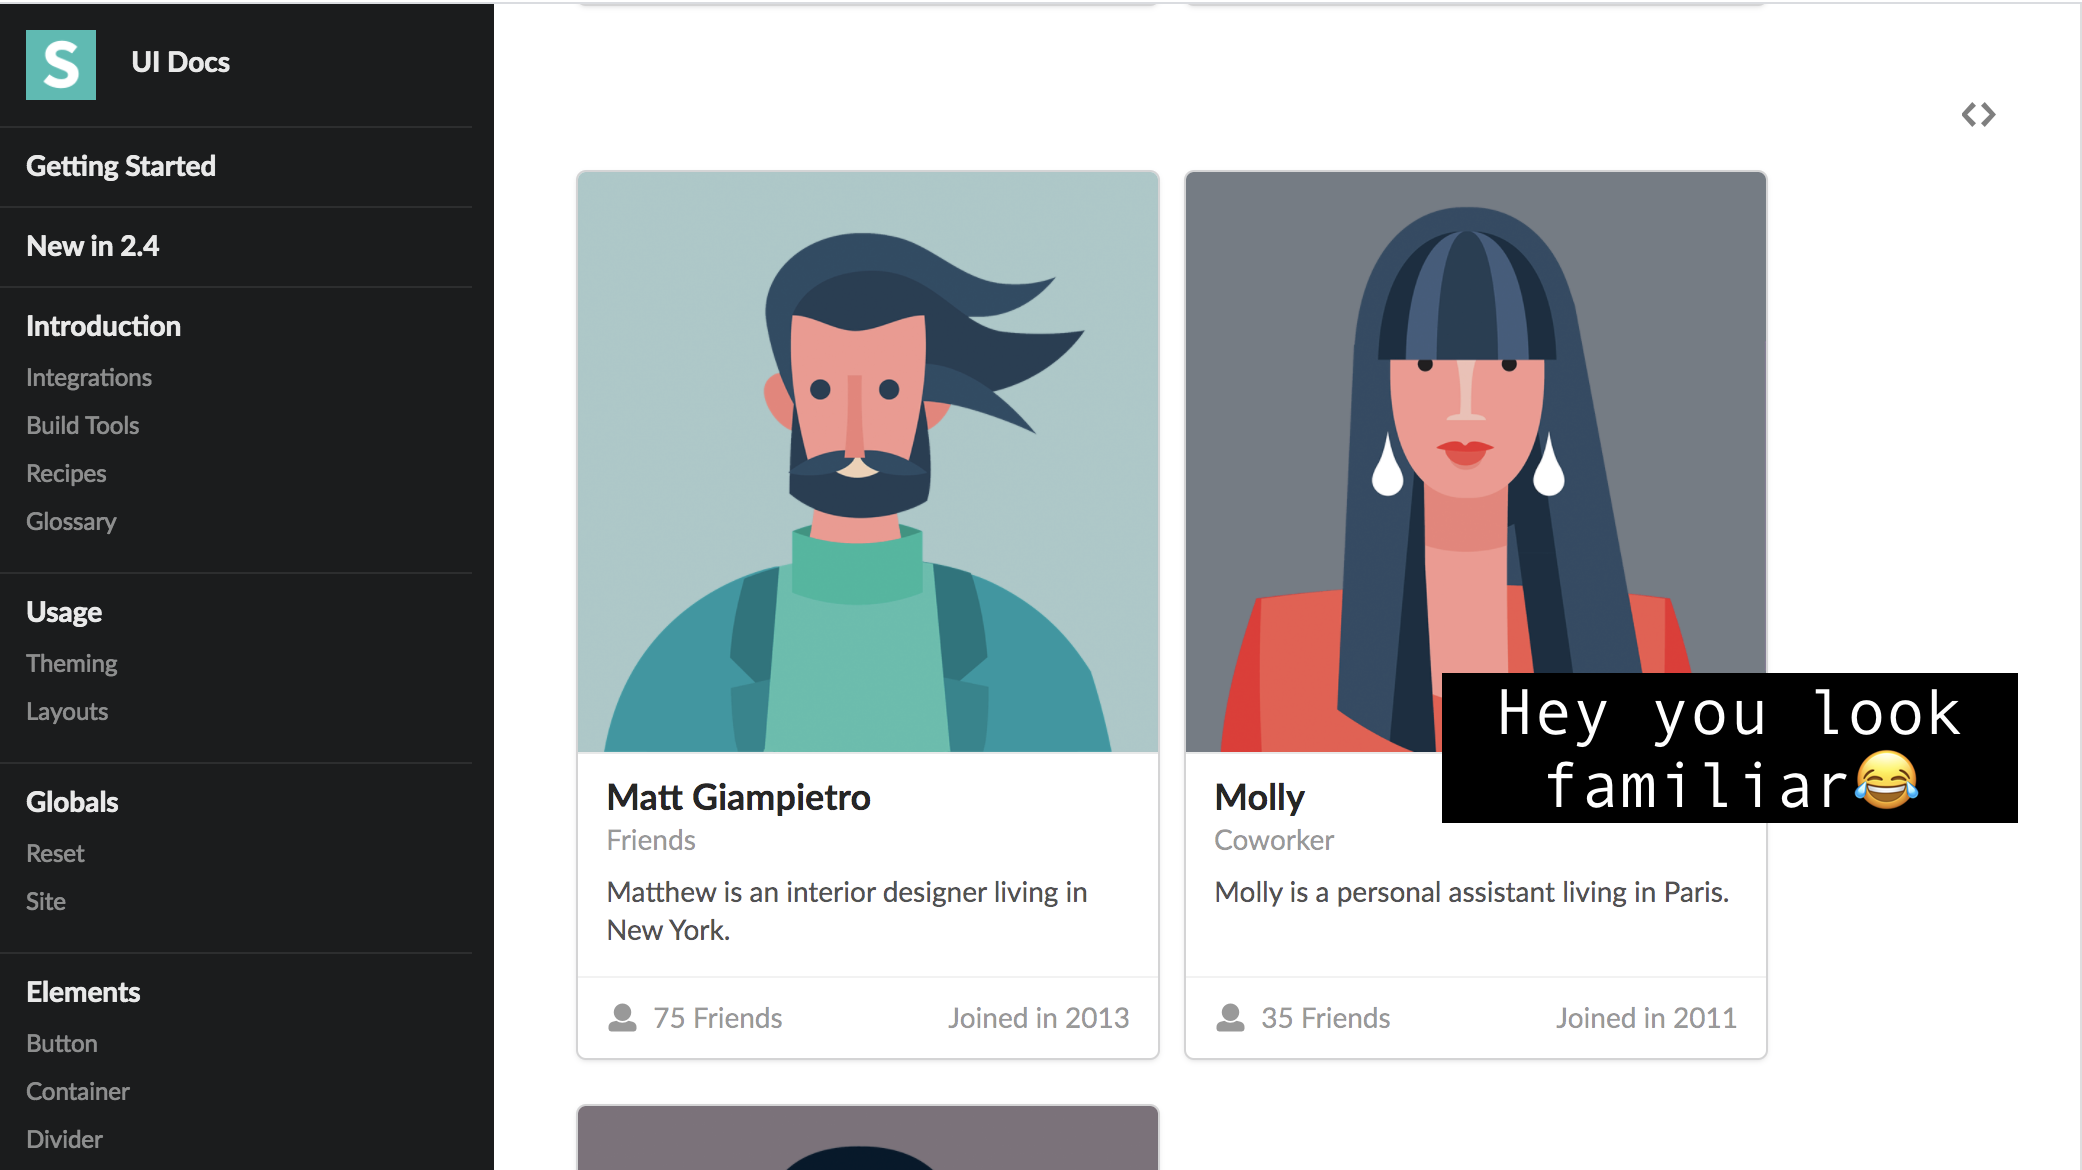 S
UI Docs
Getting Started
New in 2.4
Introduction
Integrations
Build Tools
Recipes
Glossary
Usage
Theming
Layouts
Globals
Reset
Site
Elements
Button
Container
Divider
Matt Giampietro
Friends
Matthew is an interior designer living in
New York.
75 Friends
Joined in 2013
Molly
Coworker
Molly is a personal assistant living in Paris.
35 Friends
Joined in 2011
Hey you look
familiar😂